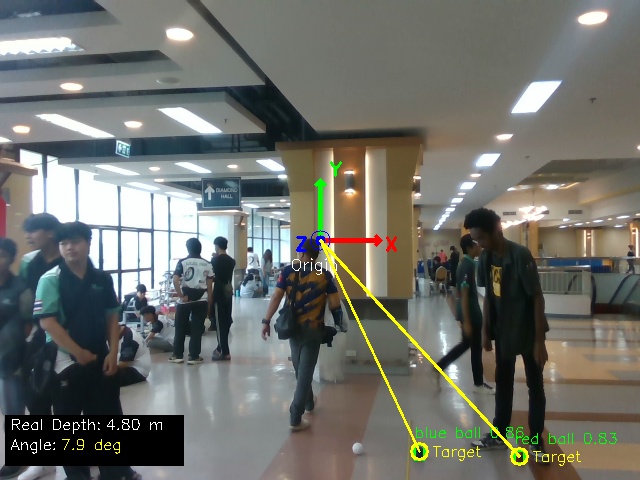 DIAMOND
HALL
Y
Z
X
Origin
blue ball 0.86
red ball 0.83
Target
Target
Real Depth: 4.80 m
Angle: 7.9 deg